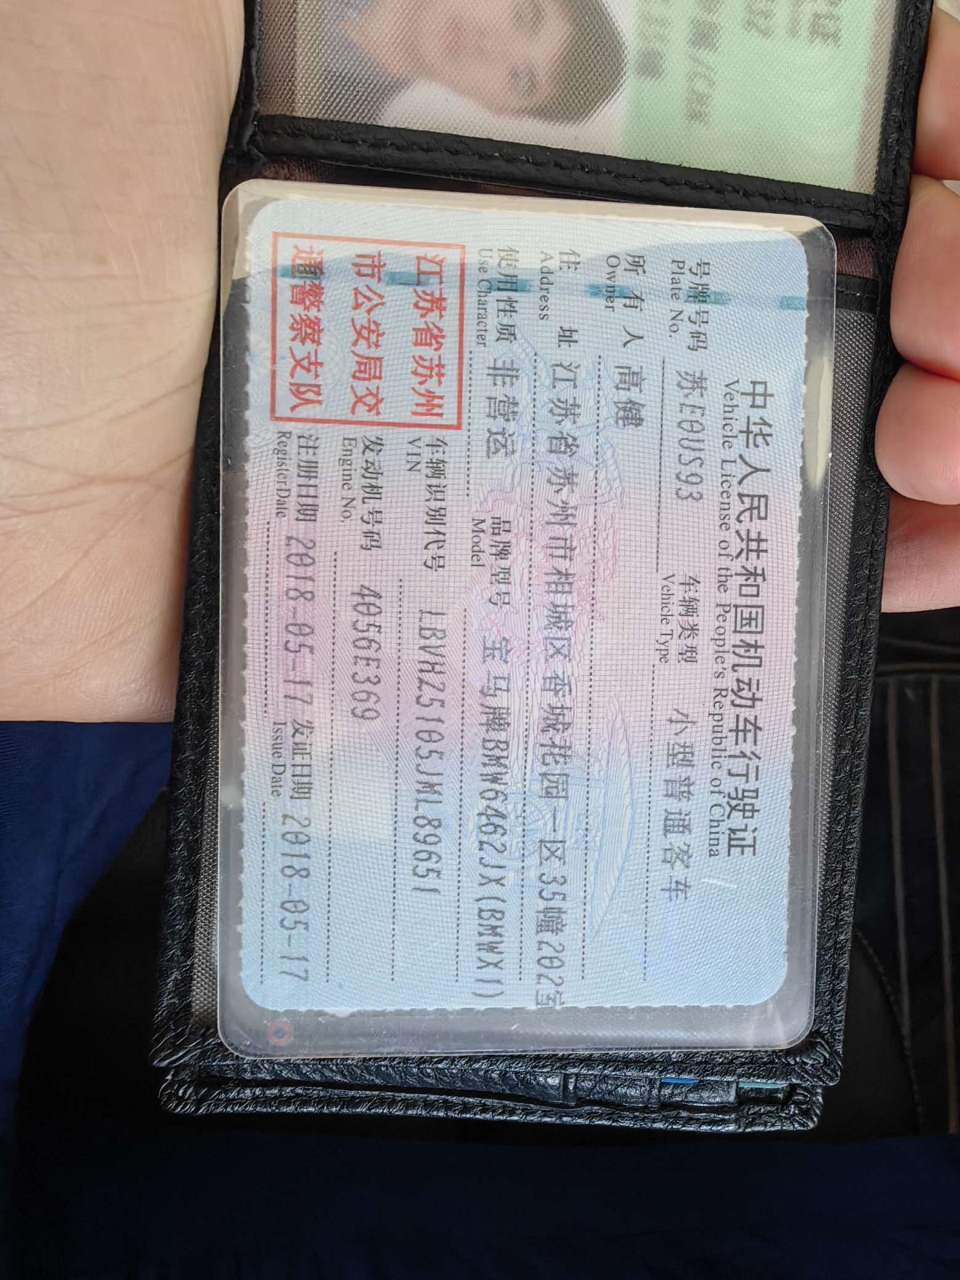 中华人民共和国机动车行驶证
Vehicle License of the People's Republic of China
号牌号码 苏E0US93 车辆类型 小型普通客车
Plate No. Vehicle Type
所有人 高健
Owner
住址 江苏省苏州市相城区香城花园一区35幢202室
Address
使用性质 非营运 品牌型号 宝马牌BMW6462JX(BMWX1)
Use Character Model
江苏省苏州
市公安局交
通警察支队
车辆识别代号 LBVHZ5105JML89651
VIN
发动机号码 4056E369
Engine No.
注册日期 2018-05-17 发证日期 2018-05-17
Register Date Issue Date